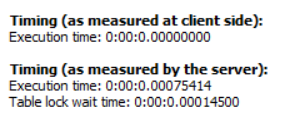 Timing (as measured at client side):
Execution time: 0:00:0.00000000
Timing (as measured by the server):
Execution time: 0:00:0.00075414
Table lock wait time: 0:00:0.00014500